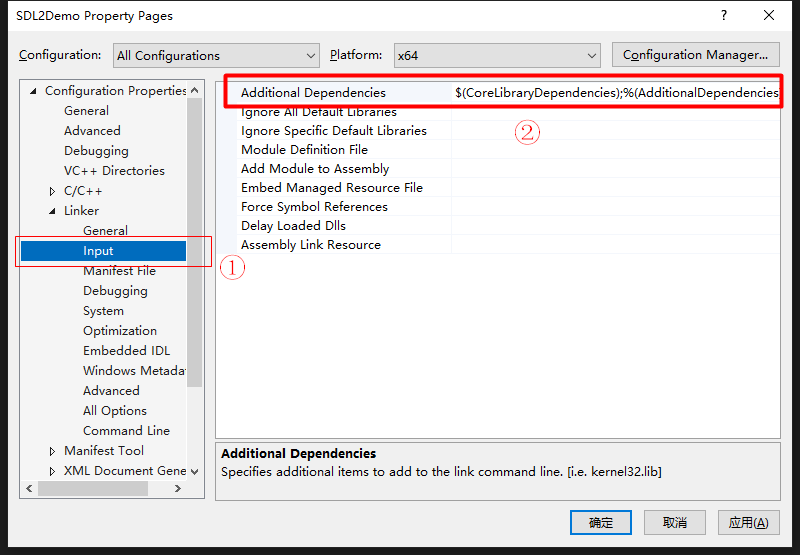 SDL2Demo Property Pages
Configuration: All Configurations Platform: x64 Configuration Manager...
Configuration Properties
General
Advanced
Debugging
VC++ Directories
C/C++
Linker
General
Input
Manifest File
Debugging
System
Optimization
Embedded IDL
Windows Metada
Advanced
All Options
Command Line
Manifest Tool
XML Document Gene
①
Additional Dependencies $(CoreLibraryDependencies);%(AdditionalDependencies
Ignore All Default Libraries
Ignore Specific Default Libraries
Module Definition File
Add Module to Assembly
Embed Managed Resource File
Force Symbol References
Delay Loaded Dlls
Assembly Link Resource
②
Additional Dependencies
Specifies additional items to add to the link command line. [i.e. kernel32.lib]
确定 取消 应用(A)